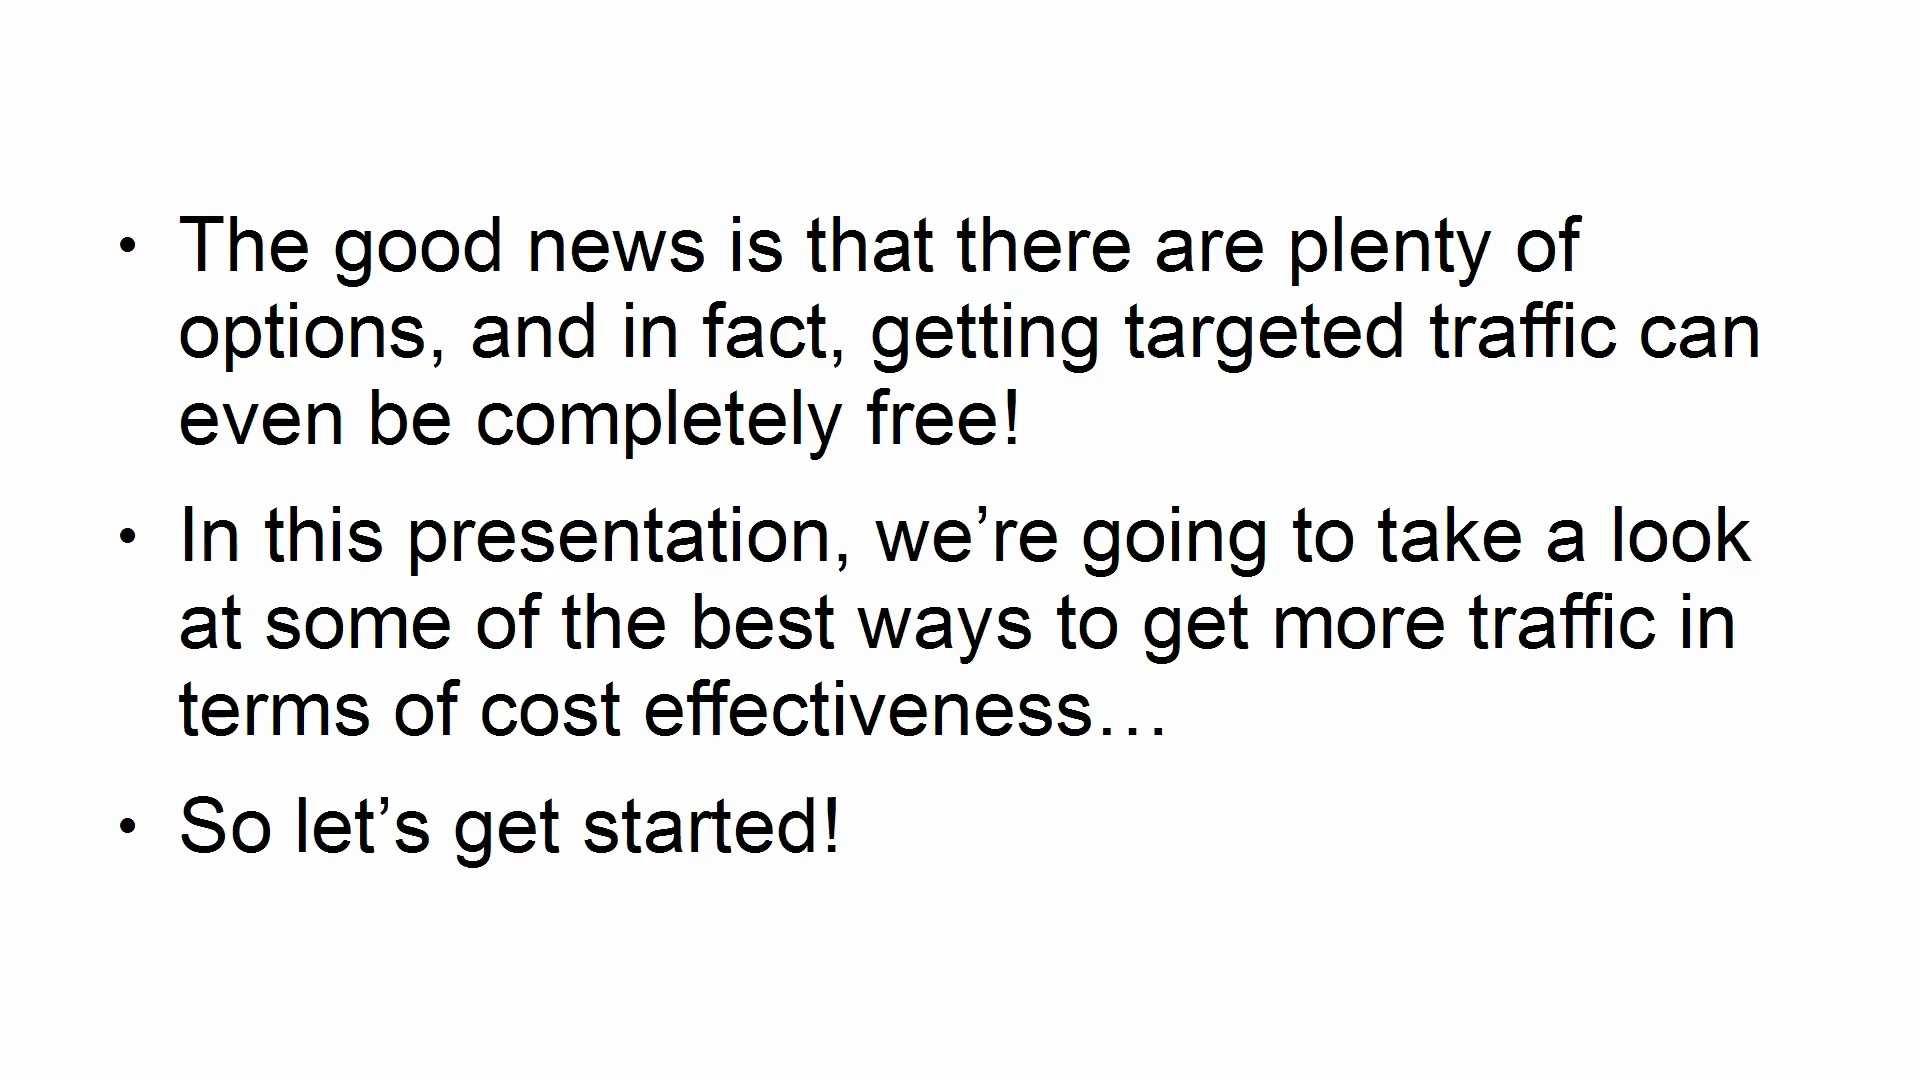 • The good news is that there are plenty of
options, and in fact, getting targeted traffic can
even be completely free!
• In this presentation, we’re going to take a look
at some of the best ways to get more traffic in
terms of cost effectiveness…
• So let’s get started!